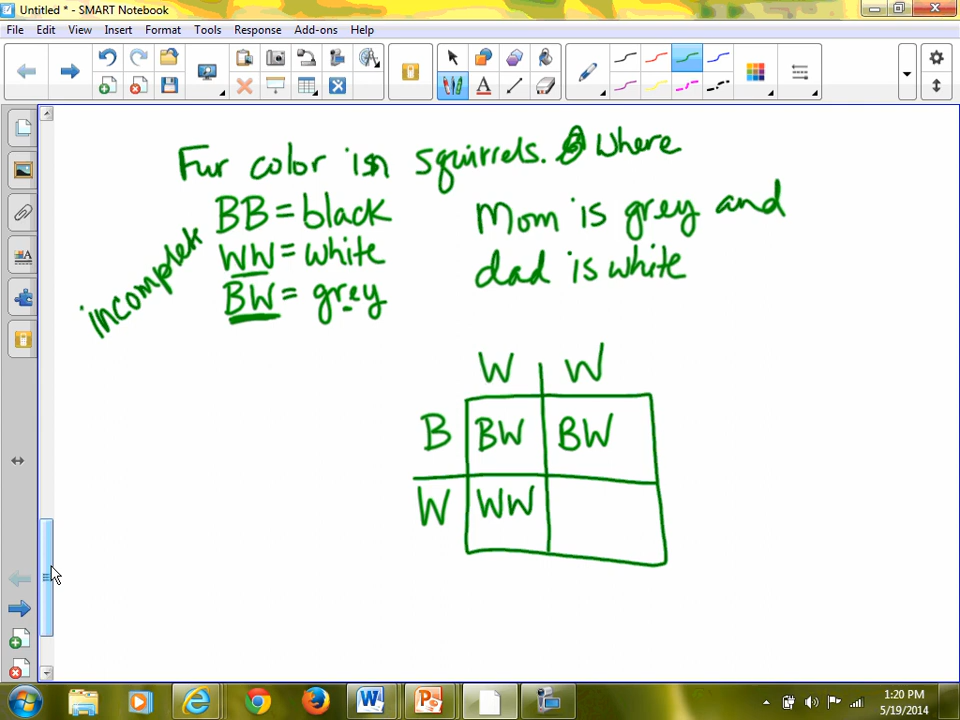 Untitled * - SMART Notebook
File Edit View Insert Format Tools Response Add-ons Help
Fur color in squirrels. Where
BB = black
WW = white
BW = grey
incomplete
Mom is grey and
dad is white
W W
B BW BW
W WW
1:20 PM
5/19/2014